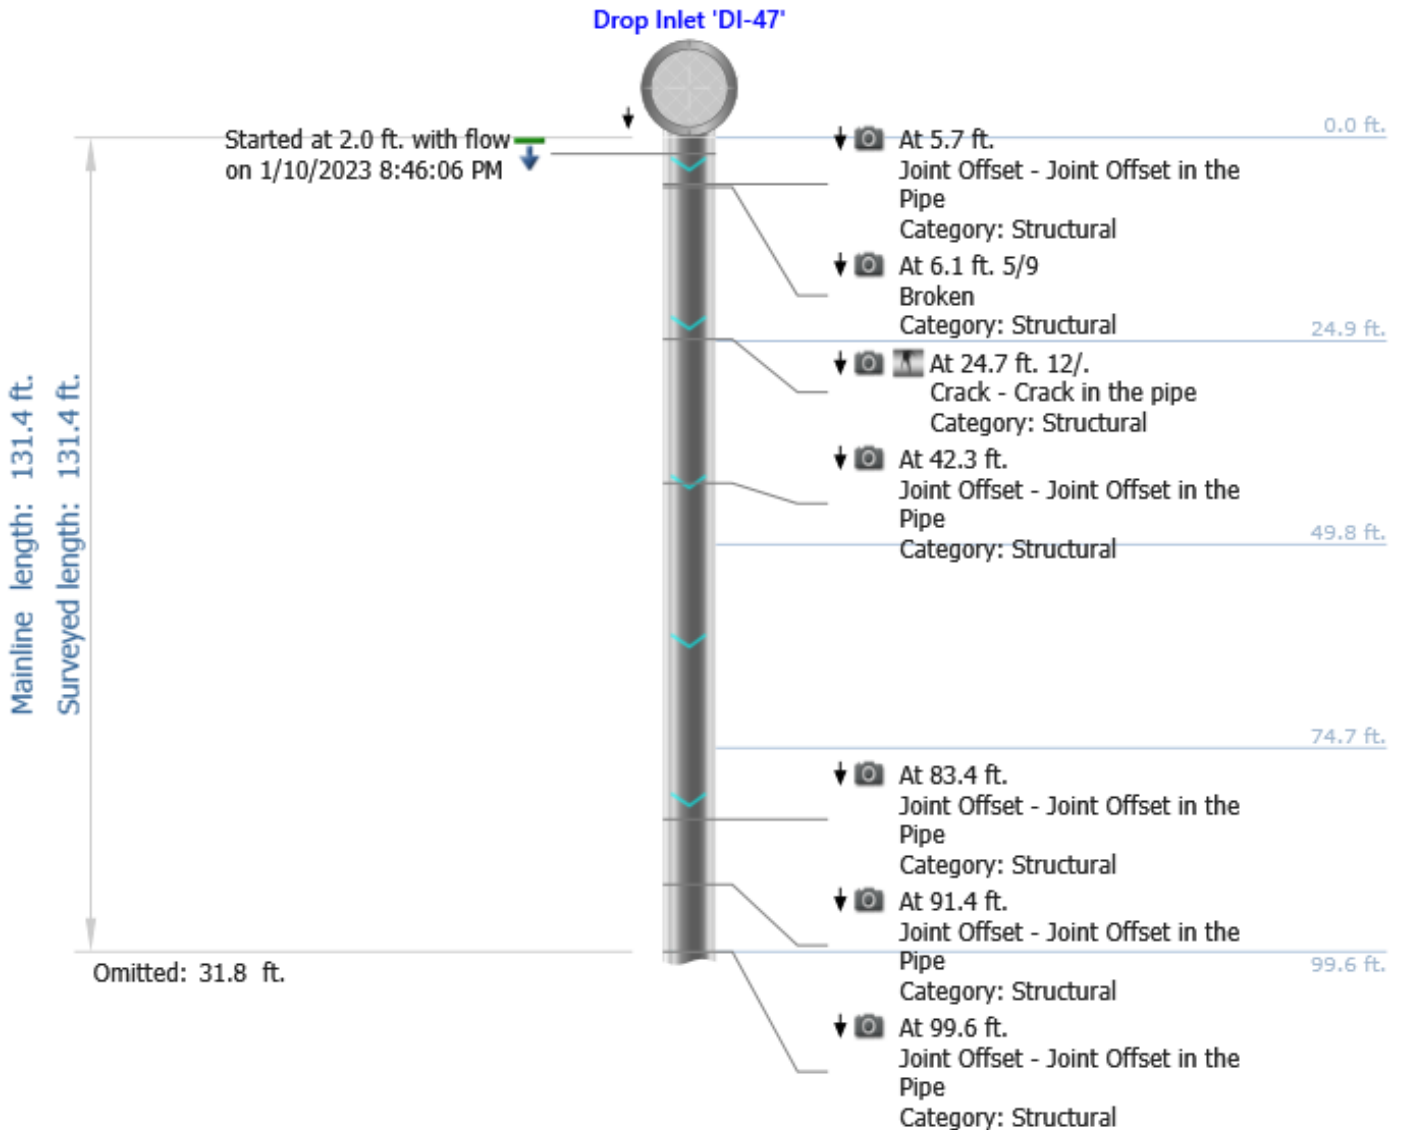 Drop Inlet 'DI-47'
Started at 2.0 ft. with flow
on 1/10/2023 8:46:06 PM
0.0 ft.
At 5.7 ft.
Joint Offset - Joint Offset in the
Pipe
Category: Structural
At 6.1 ft. 5/9
Broken
Category: Structural
24.9 ft.
At 24.7 ft. 12/.
Crack - Crack in the pipe
Category: Structural
At 42.3 ft.
Joint Offset - Joint Offset in the
Pipe
Category: Structural
49.8 ft.
Mainline length: 131.4 ft.
Surveyed length: 131.4 ft.
74.7 ft.
At 83.4 ft.
Joint Offset - Joint Offset in the
Pipe
Category: Structural
At 91.4 ft.
Joint Offset - Joint Offset in the
Pipe
Category: Structural
99.6 ft.
Omitted: 31.8 ft.
At 99.6 ft.
Joint Offset - Joint Offset in the
Pipe
Category: Structural